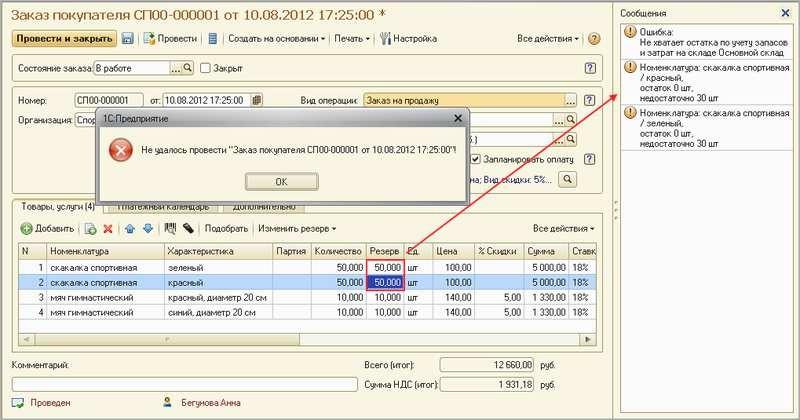 Заказ покупателя СП00-000001 от 10.08.2012 17:25:00 *
Провести и закрыть Провести Создать на основании Печать Настройка Все действия
Состояние заказа: В работе ... Закрыт
Номер: СП00-000001 от: 10.08.2012 17:25:00 Вид операции: Заказ на продажу ...
Организация: Спор
1С:Предприятие
Не удалось провести "Заказ покупателя СП00-000001 от 10.08.2012 17:25:00"!
OK
Запланировать оплату
на; Вид скидки: 5%...
Товары, услуги (4) Платежный календарь Дополнительно
Добавить Подобрать Изменить резерв Все действия
N Номенклатура Характеристика Партия Количество Резерв Ед. Цена % Скидки Сумма Ставк
1 скакалка спортивная зеленый 50,000 50,000 шт 100,00 5 000,00 18%
2 скакалка спортивная красный 50,000 50,000 шт 100,00 5 000,00 18%
3 мяч гимнастический красный, диаметр 20 см 10,000 10,000 шт 140,00 5,00 1 330,00 18%
4 мяч гимнастический синий, диаметр 20 см 10,000 10,000 шт 140,00 5,00 1 330,00 18%
Комментарий:
Всего (итог): 12 660,00 руб.
Сумма НДС (итог): 1 931,18 руб.
Проведен Бегунова Анна
Сообщения
Ошибка:
Не хватает остатка по учету запасов
и затрат на складе Основной склад
Номенклатура: скакалка спортивная
/ красный,
остаток 0 шт,
недостаточно 30 шт
Номенклатура: скакалка спортивная
/ зеленый,
остаток 0 шт,
недостаточно 30 шт